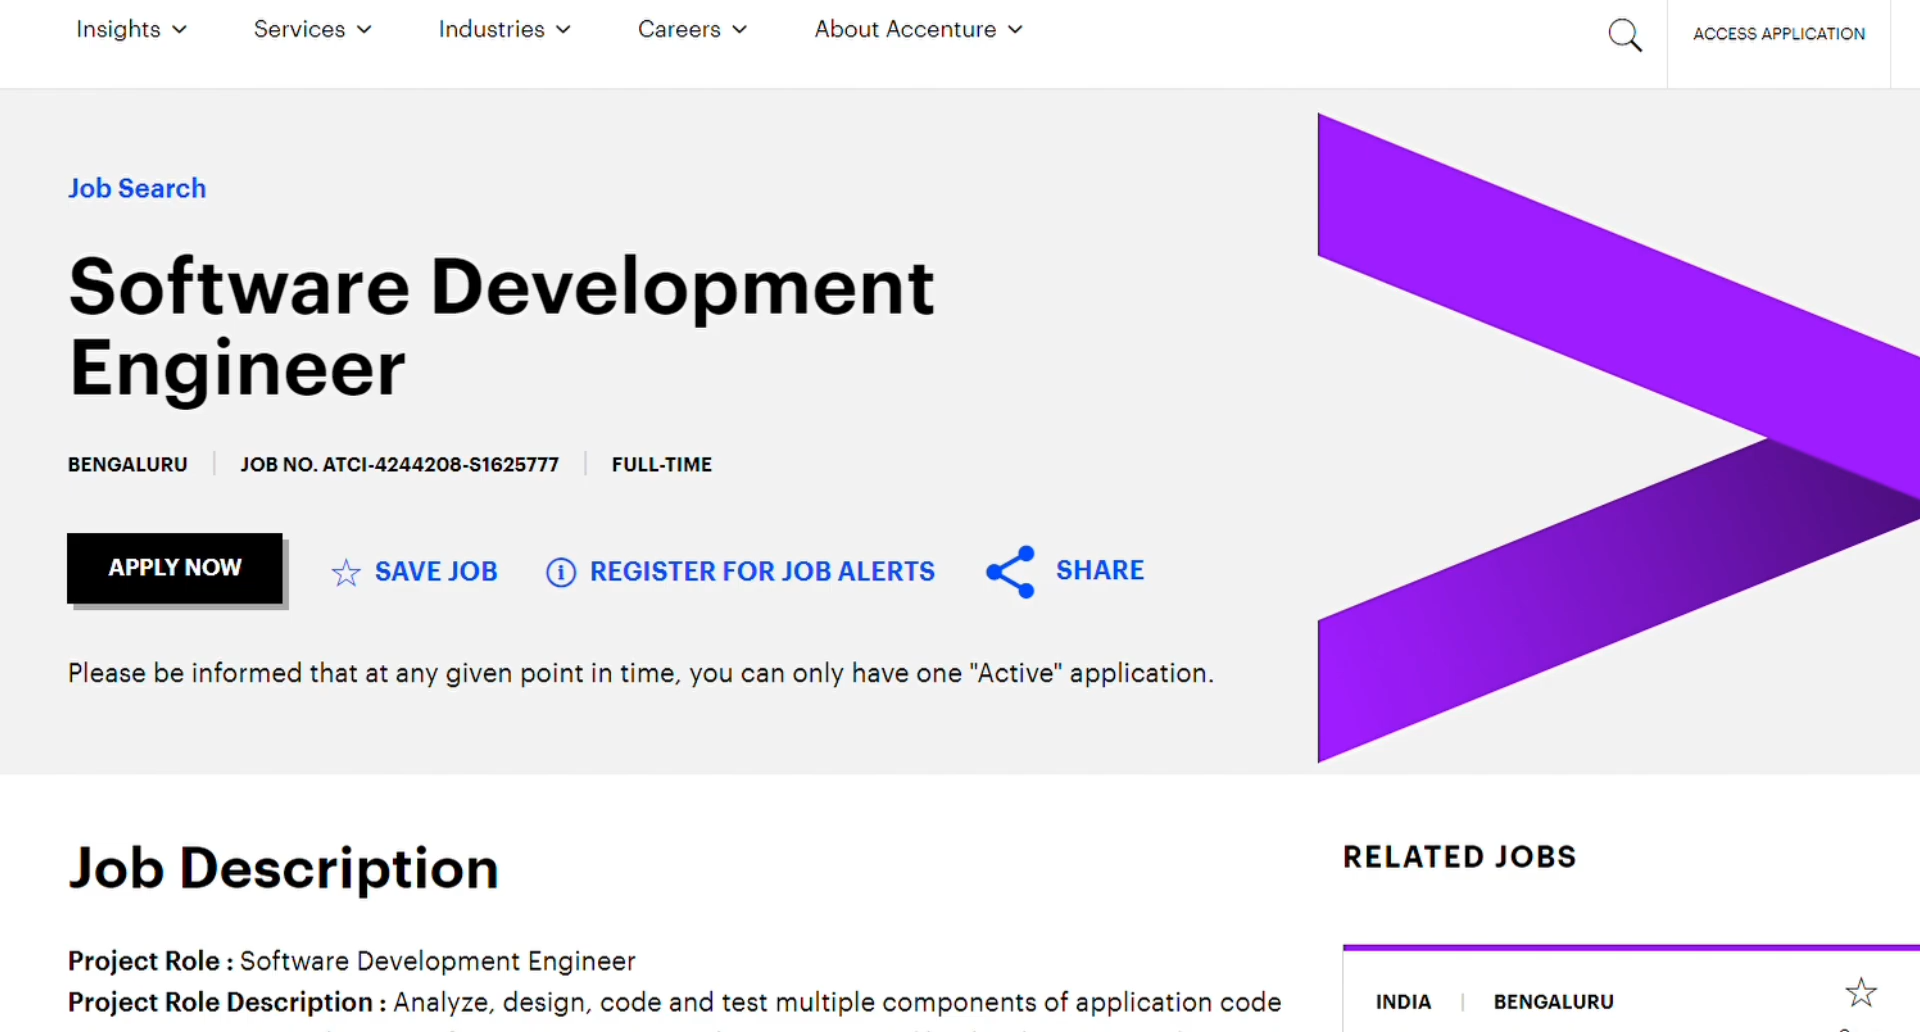 Insights Services Industries Careers About Accenture ACCESS APPLICATION
Job Search
Software Development
Engineer
BENGALURU JOB NO. ATCI-4244208-S1625777 FULL-TIME
APPLY NOW SAVE JOB REGISTER FOR JOB ALERTS SHARE
Please be informed that at any given point in time, you can only have one "Active" application.
Job Description
RELATED JOBS
Project Role : Software Development Engineer
Project Role Description : Analyze, design, code and test multiple components of application code
INDIA BENGALURU